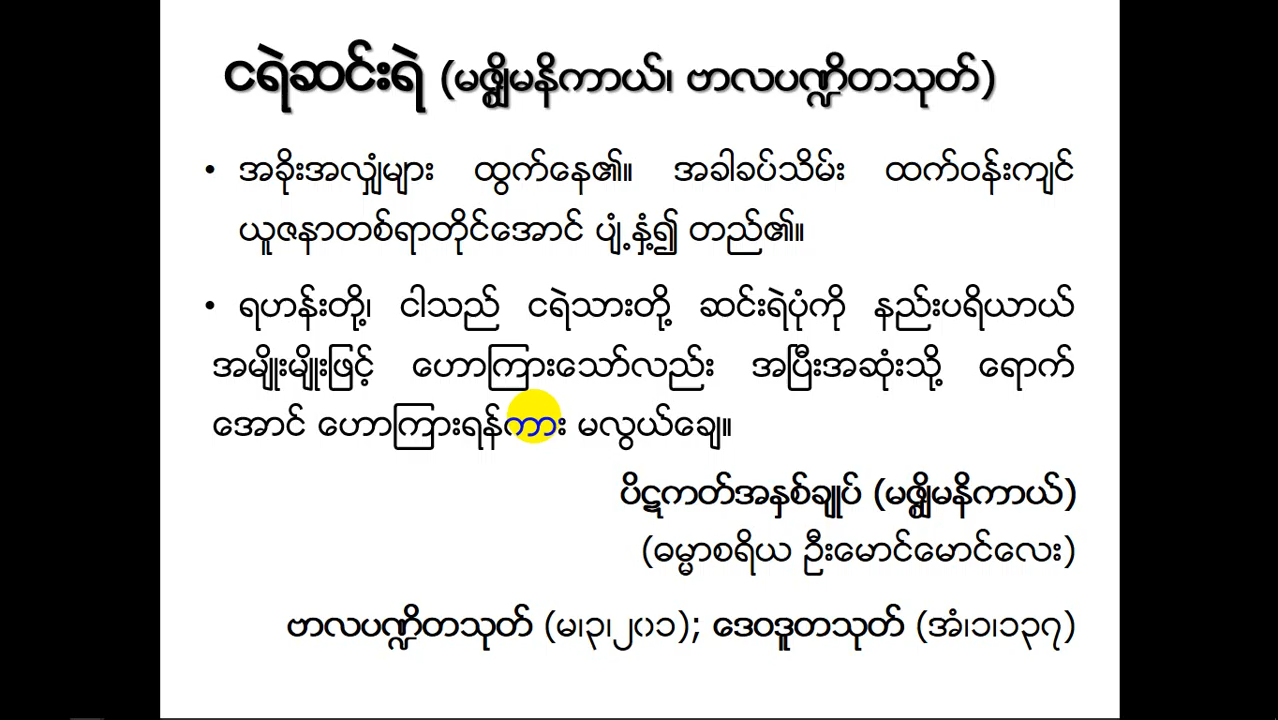 ငရဲဆင်းရဲ (မဇ္ဈိမနိကာယ်၊ ဗာလပဏ္ဍိတသုတ်)
• အခိုးအလျှံများ ထွက်နေ၏။ အခါခပ်သိမ်း ထက်ဝန်းကျင်
ယူဇနာတစ်ရာတိုင်အောင် ပျံ့နှံ့၍ တည်၏။
• ရဟန်းတို့၊ ငါသည် ငရဲသားတို့ ဆင်းရဲပုံကို နည်းပရိယာယ်
အမျိုးမျိုးဖြင့် ဟောကြားသော်လည်း အပြီးအဆုံးသို့ ရောက်
အောင် ဟောကြားရန်ကား မလွယ်ချေ။
ပိဋကတ်အနှစ်ချုပ် (မဇ္ဈိမနိကာယ်)
(ဓမ္မာစရိယ ဦးမောင်မောင်လေး)
ဗာလပဏ္ဍိတသုတ် (မ၊၃၊၂၀၁); ဒေဝဒူတသုတ် (အံ၊၁၊၁၃၇)